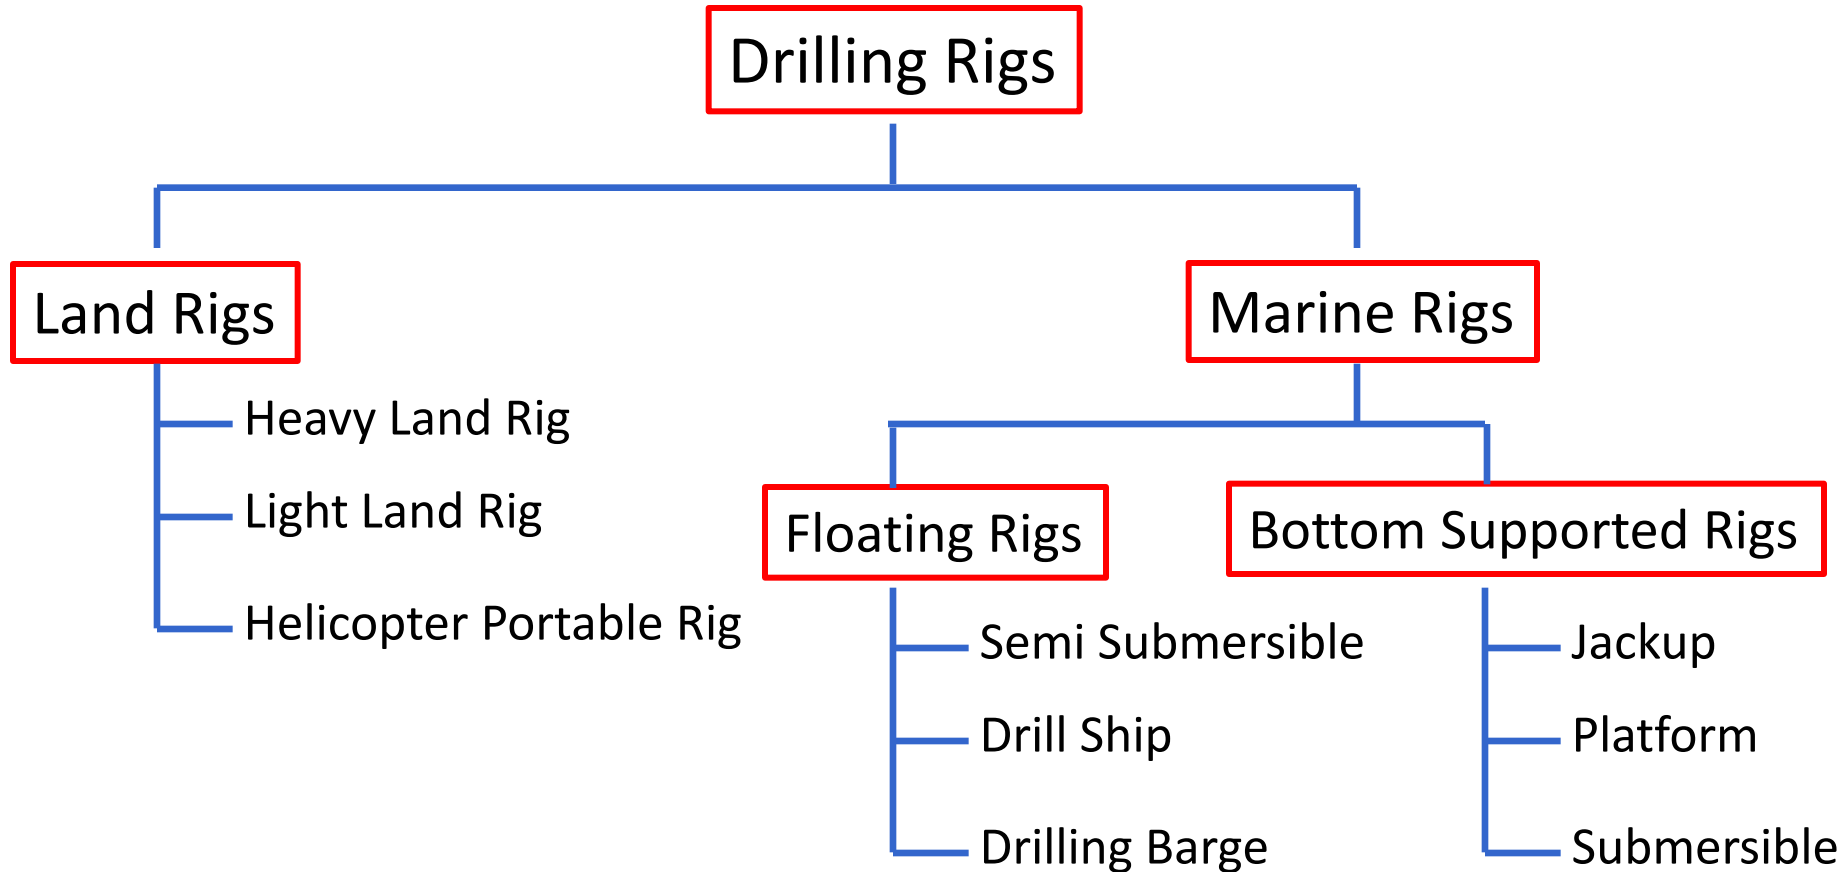 Drilling Rigs
Land Rigs
Marine Rigs
Heavy Land Rig
Light Land Rig
Helicopter Portable Rig
Floating Rigs
Bottom Supported Rigs
Semi Submersible
Drill Ship
Drilling Barge
Jackup
Platform
Submersible